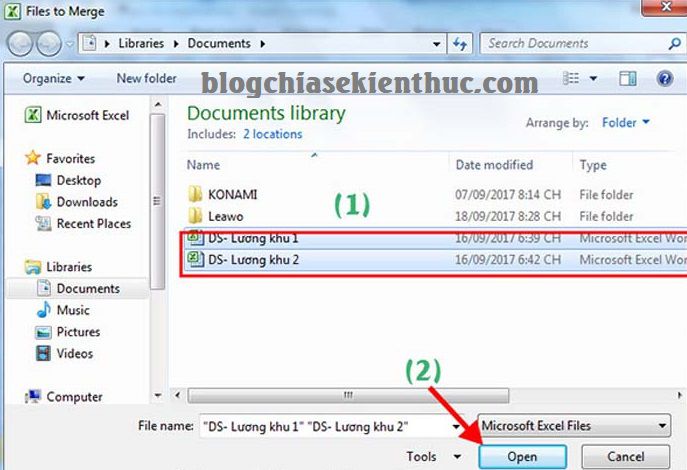 Files to Merge
Libraries ▸ Documents ▸
Search Documents
Organize
New folder
blogchiasekienthuc.com
Microsoft Excel
Favorites
Desktop
Downloads
Recent Places
Libraries
Documents
Music
Pictures
Videos
Computer
Documents library
Includes: 2 locations
Arrange by: Folder
Name Date modified Type
KONAMI 07/09/2017 8:14 CH File folder
(1)
Leawo 18/09/2017 8:28 CH File folder
DS- Lương khu 1 16/09/2017 6:39 CH Microsoft Excel Wor
DS- Lương khu 2 16/09/2017 6:42 CH Microsoft Excel Wor
(2)
File name: "DS- Lương khu 1" "DS- Lương khu 2" Microsoft Excel Files
Tools Open Cancel